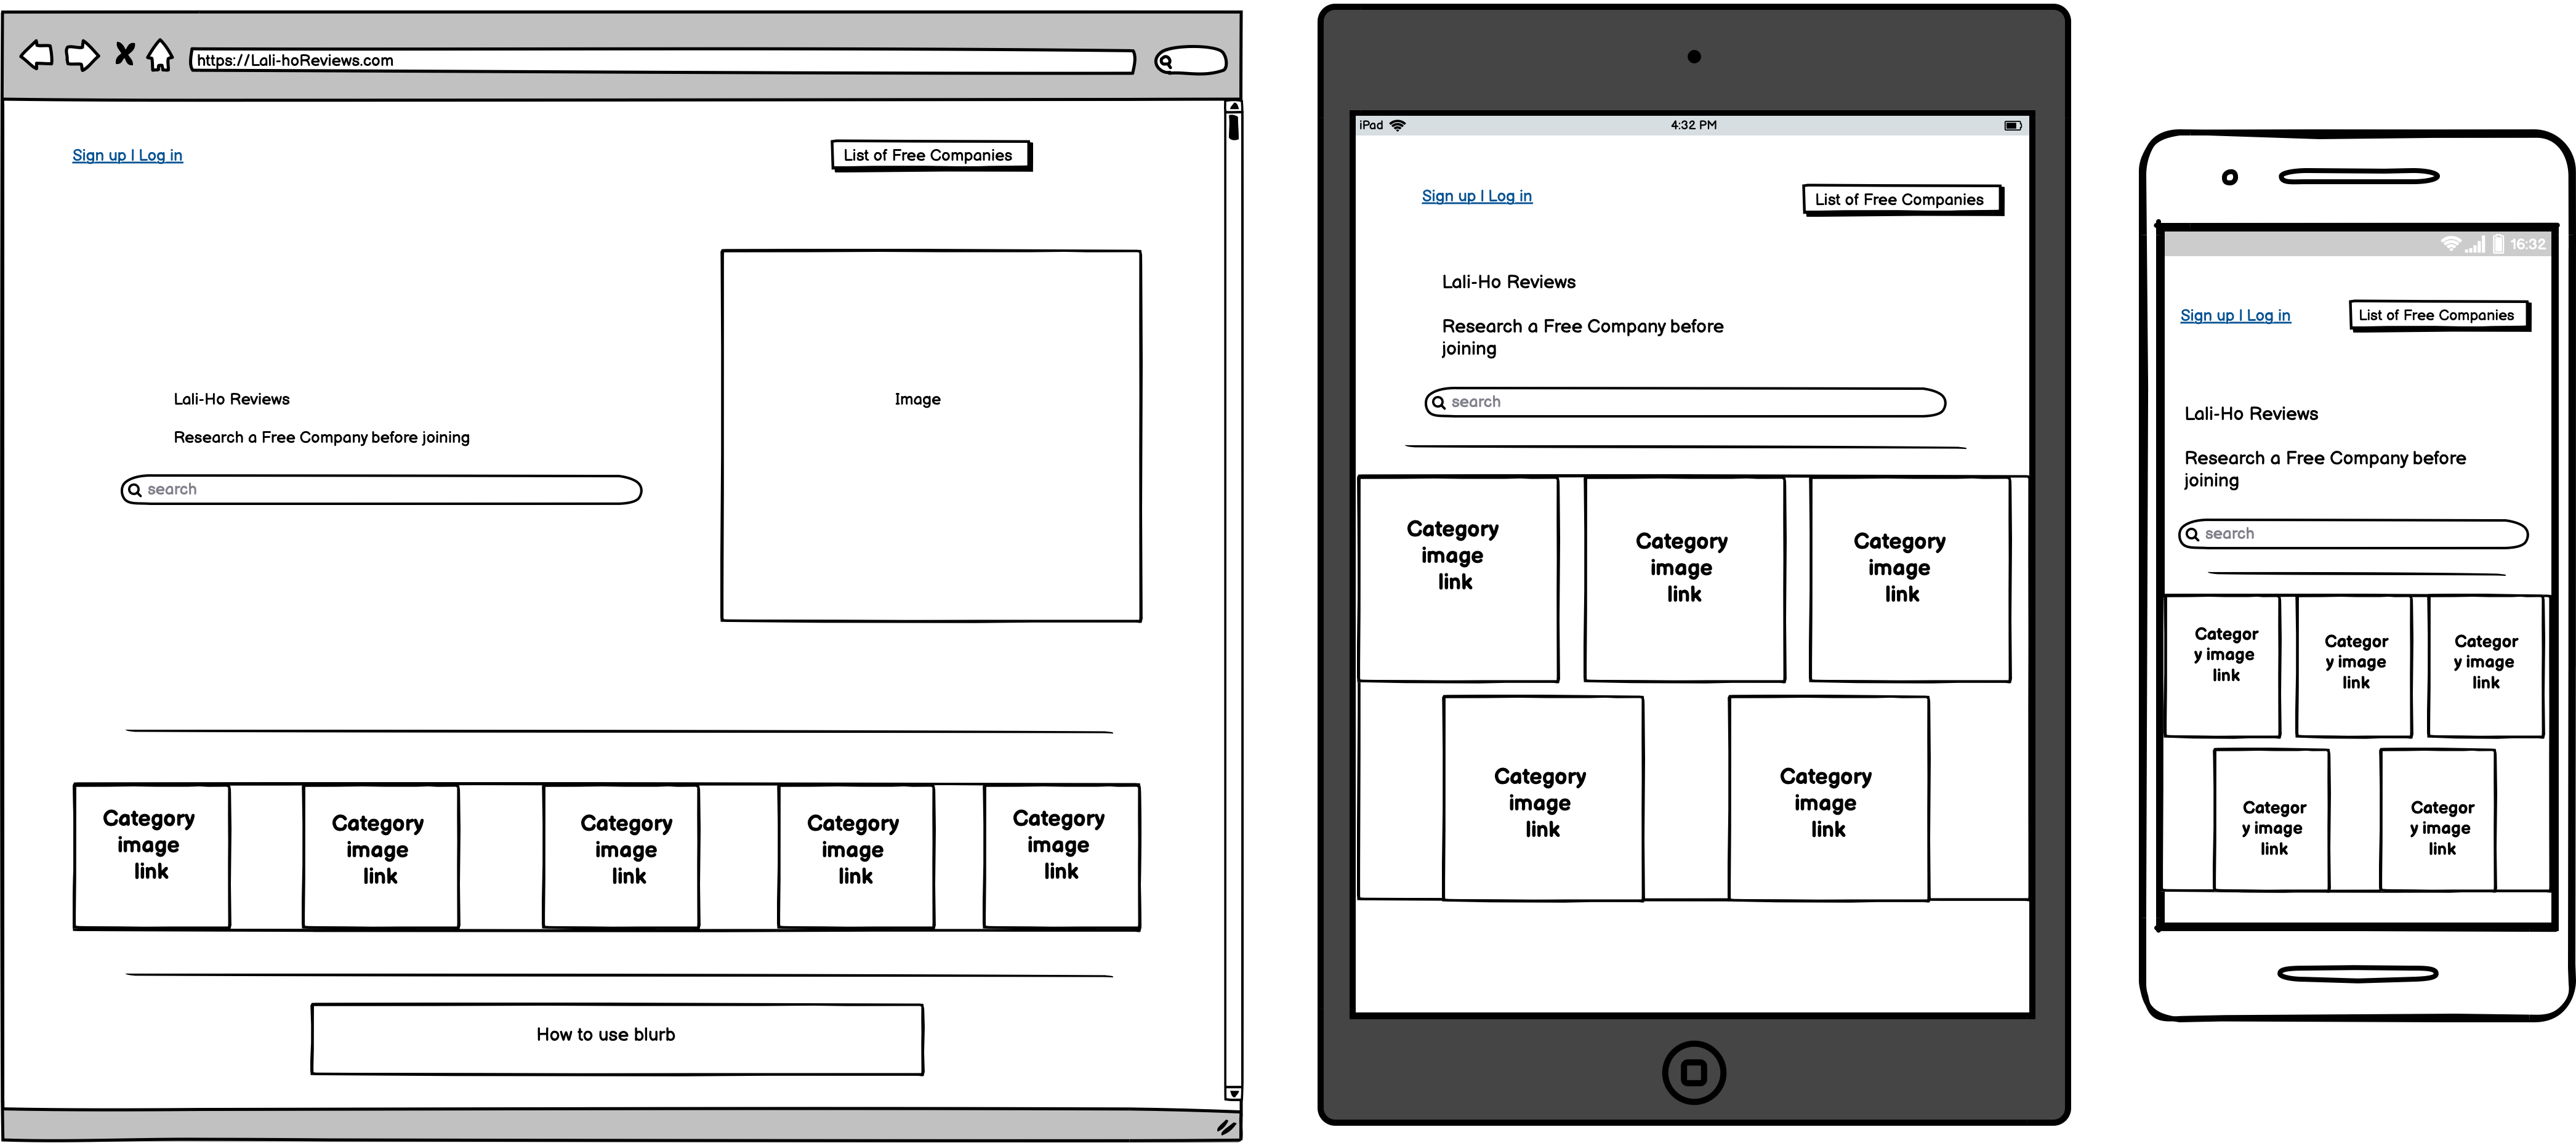 https://Lali-hoReviews.com
Sign up | Log in
List of Free Companies
Image
Lali-Ho Reviews
Research a Free Company before joining
search
Category
image
link
Category
image
link
Category
image
link
Category
image
link
Category
image
link
How to use blurb
iPad
4:32 PM
Sign up | Log in
List of Free Companies
Lali-Ho Reviews
Research a Free Company before
joining
search
Category
image
link
Category
image
link
Category
image
link
Category
image
link
Category
image
link
16:32
Sign up | Log in
List of Free Companies
Lali-Ho Reviews
Research a Free Company before
joining
search
Categor
y image
link
Categor
y image
link
Categor
y image
link
Categor
y image
link
Categor
y image
link